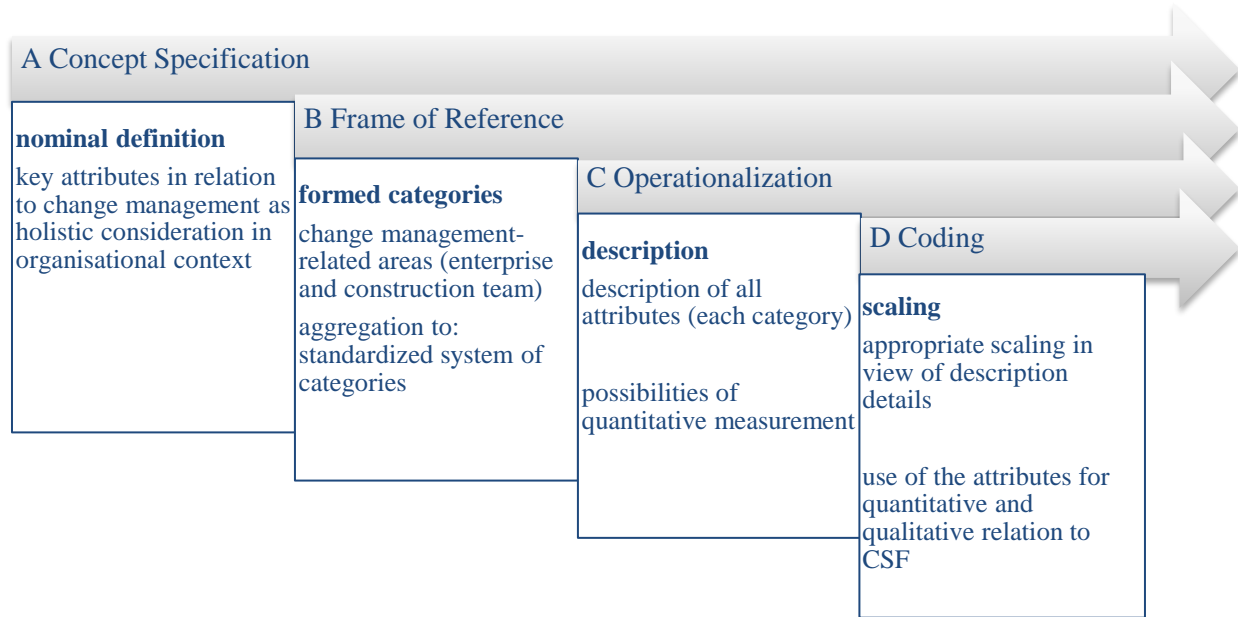 A Concept Specification
nominal definition
key attributes in relation
to change management as
holistic consideration in
organisational context
B Frame of Reference
formed categories
change management-
related areas (enterprise
and construction team)
aggregation to:
standardized system of
categories
C Operationalization
description
description of all
attributes (each category)
possibilities of
quantitative measurement
D Coding
scaling
appropriate scaling in
view of description
details
use of the attributes for
quantitative and
qualitative relation to
CSF